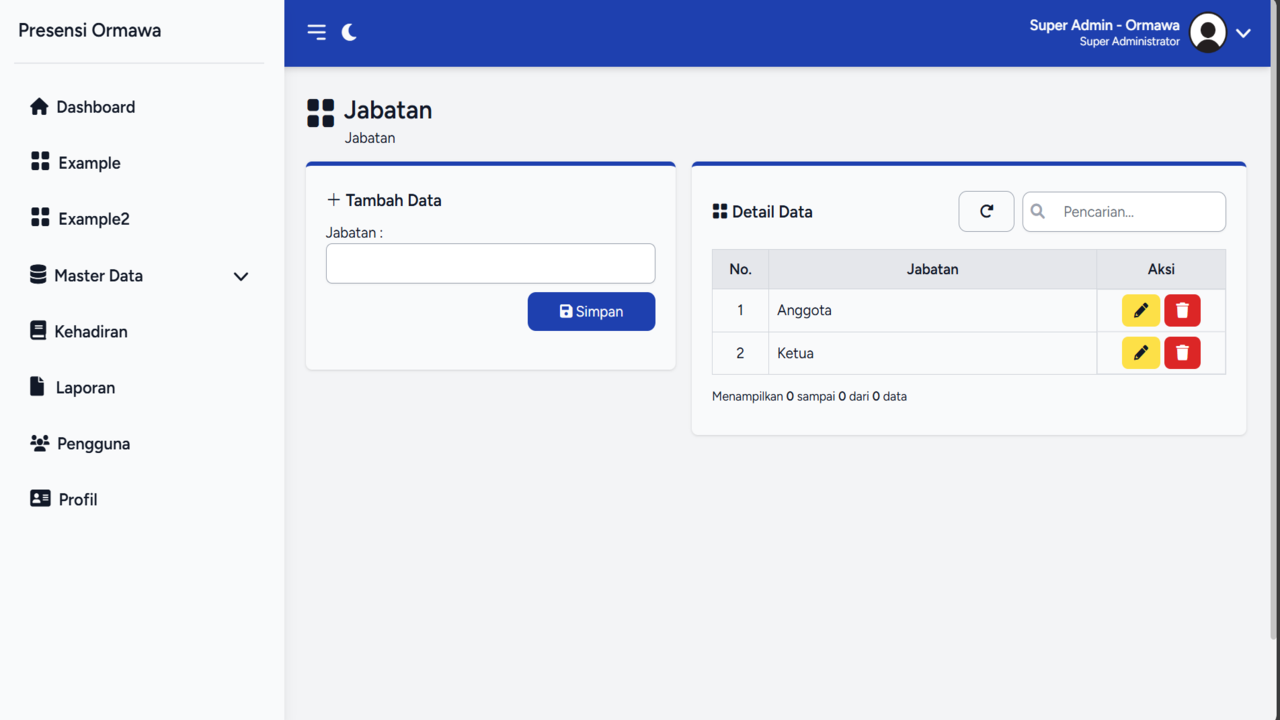 Presensi Ormawa
Dashboard
Example
Example2
Master Data
Kehadiran
Laporan
Pengguna
Profil
Super Admin - Ormawa
Super Administrator
Jabatan
Jabatan
+ Tambah Data
Jabatan :
Simpan
Detail Data
Pencarian...
No. Jabatan Aksi
1 Anggota
2 Ketua
Menampilkan 0 sampai 0 dari 0 data